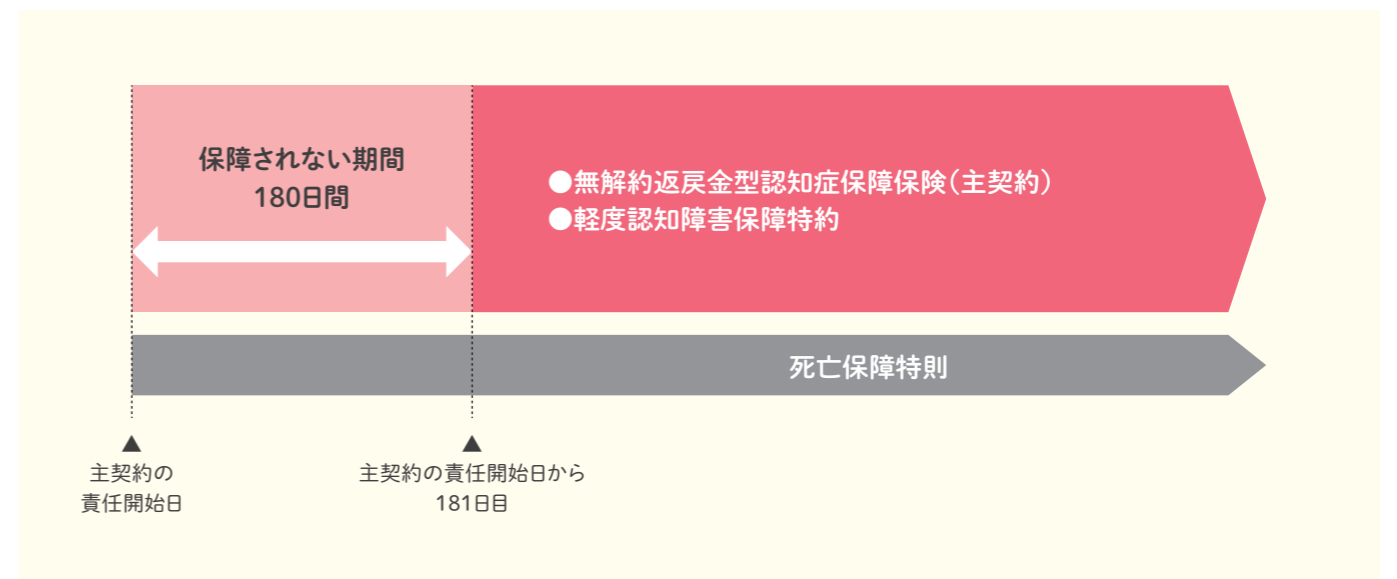 保障されない期間
180日間
●無解約返戻金型認知症保障保険（主契約）
●軽度認知障害保障特約
死亡保障特則
▲
主契約の
責任開始日
▲
主契約の責任開始日から
181日目